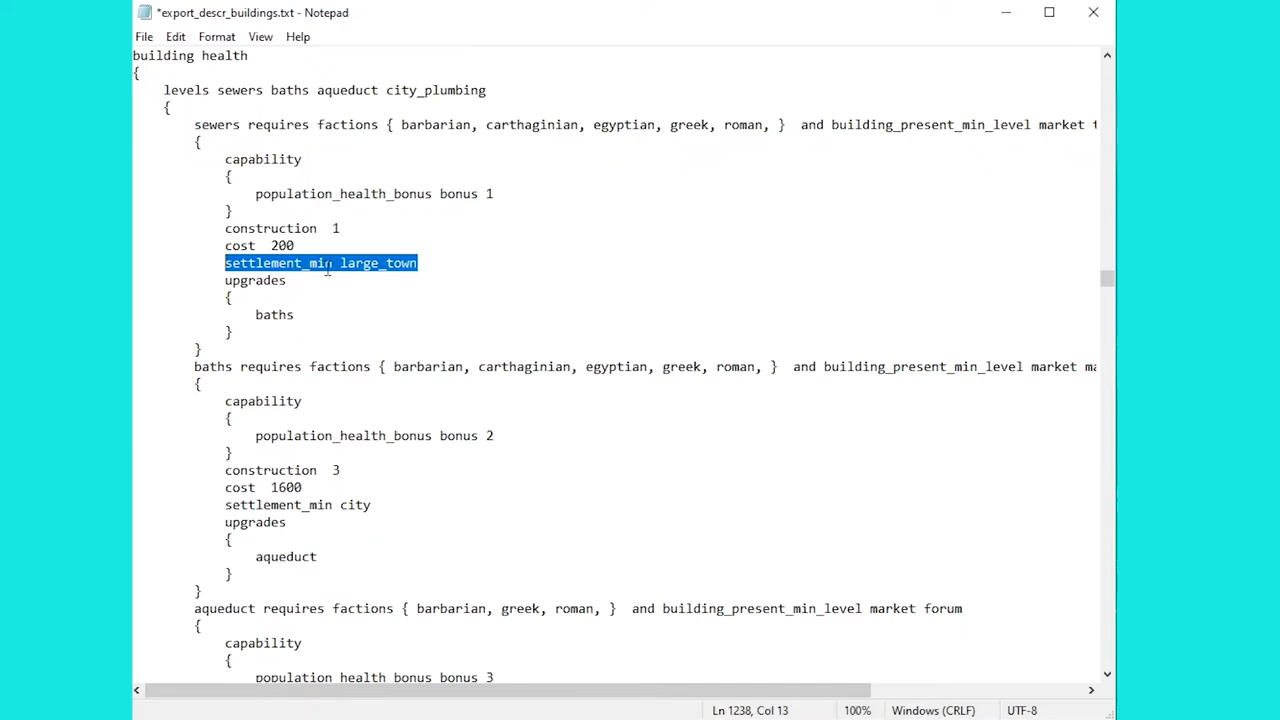 *export_descr_buildings.txt - Notepad
File Edit Format View Help
building health
{
levels sewers baths aqueduct city_plumbing
{
sewers requires factions { barbarian, carthaginian, egyptian, greek, roman, }  and building_present_min_level market
{
capability
{
population_health_bonus bonus 1
}
construction  1
cost  200
settlement_min large_town
upgrades
{
baths
}
}
baths requires factions { barbarian, carthaginian, egyptian, greek, roman, }  and building_present_min_level market
{
capability
{
population_health_bonus bonus 2
}
construction  3
cost  1600
settlement_min city
upgrades
{
aqueduct
}
}
aqueduct requires factions { barbarian, greek, roman, }  and building_present_min_level market forum
{
capability
{
population_health_bonus bonus 3
Ln 1238, Col 13 100% Windows (CRLF) UTF-8